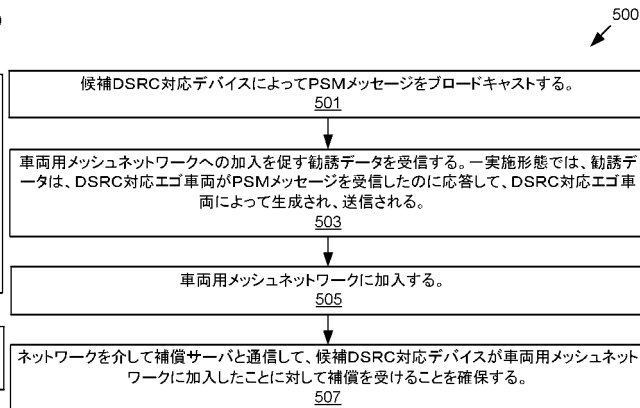 500
候補DSRC対応デバイスによってPSMメッセージをブロードキャストする。
501
車両用メッシュネットワークへの加入を促す勧誘データを受信する。一実施形態では、勧誘デ
ータは、DSRC対応エゴ車両がPSMメッセージを受信したのに応答して、DSRC対応エゴ車
両によって生成され、送信される。
503
車両用メッシュネットワークに加入する。
505
ネットワークを介して補償サーバと通信して、候補DSRC対応デバイスが車両用メッシュネット
ワークに加入したことに対して補償を受けることを確保する。
507